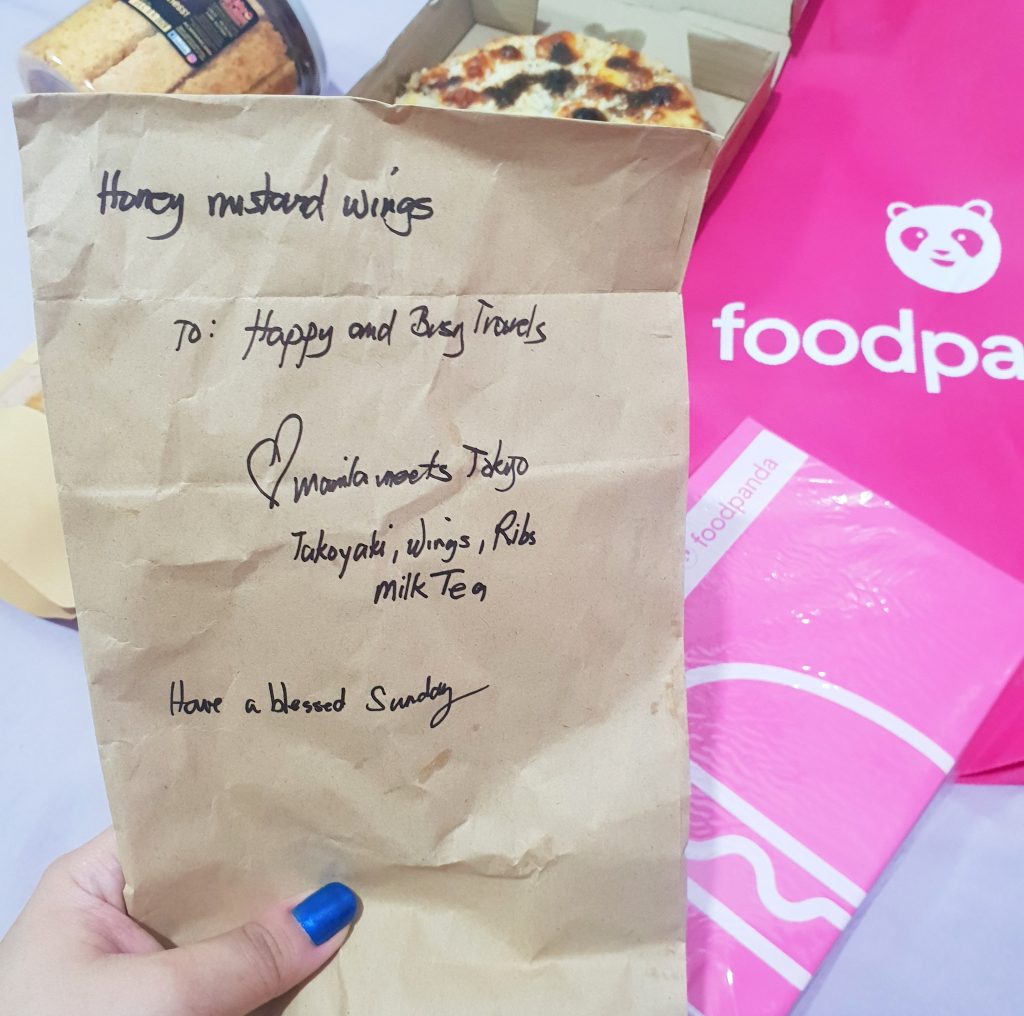 Honey mustard wings
To: Happy and Busy Travels
manila meets Tokyo
Takoyaki, wings, Ribs
milk Tea
Have a blessed Sunday
foodpa
foodpanda